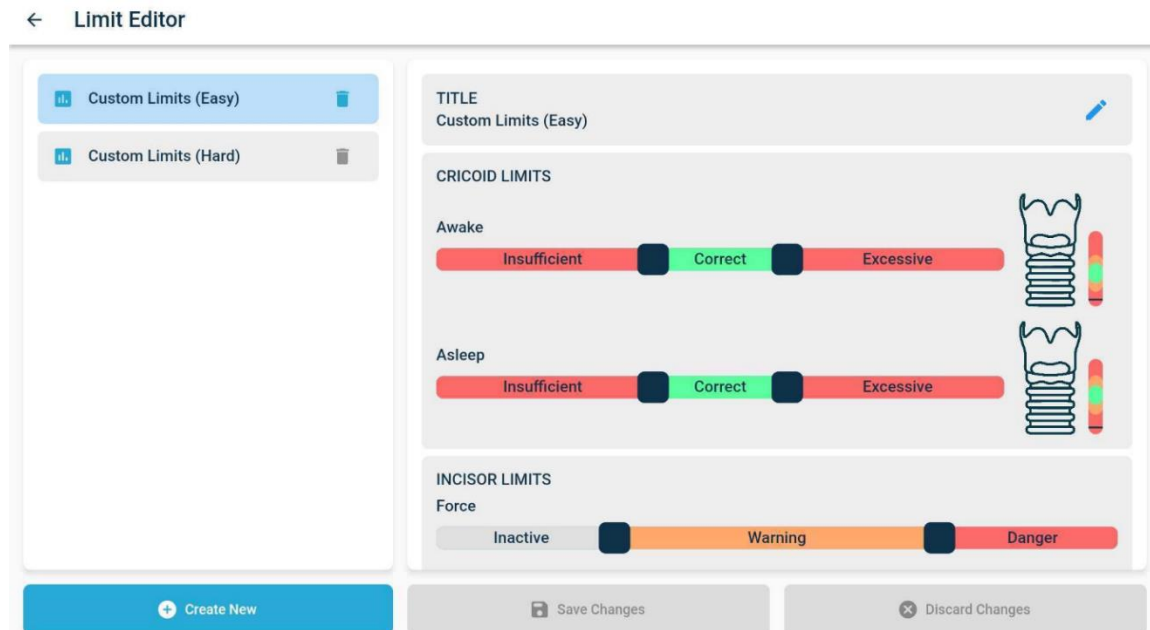 Limit Editor
Custom Limits (Easy)
Custom Limits (Hard)
TITLE
Custom Limits (Easy)
CRICOID LIMITS
Awake
Insufficient Correct Excessive
Asleep
Insufficient Correct Excessive
INCISOR LIMITS
Force
Inactive Warning Danger
Create New Save Changes Discard Changes